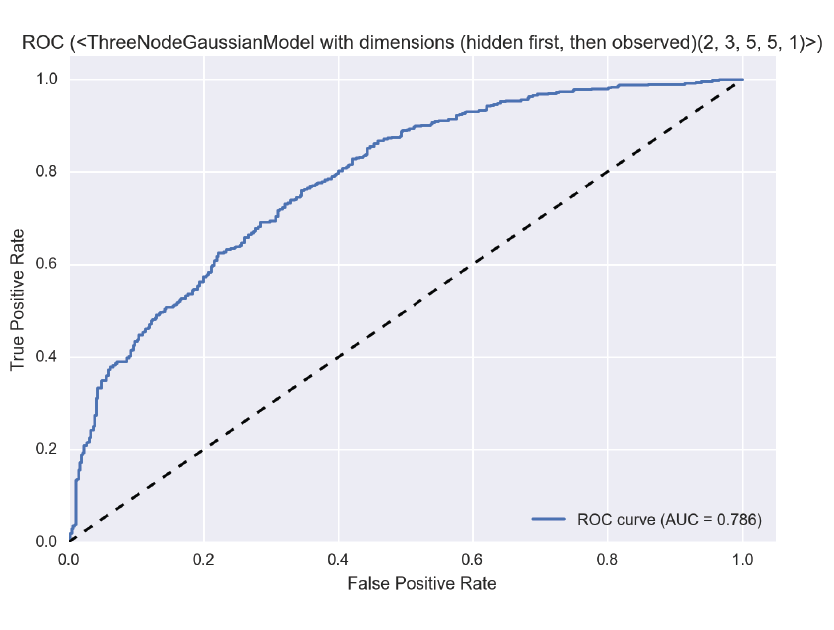 ROC (<ThreeNodeGaussianModel with dimensions (hidden first, then observed)(2, 3, 5, 5, 1)>)
1.0
0.8
0.6
0.4
0.2
0.0
True Positive Rate
ROC curve (AUC = 0.786)
0.0 0.2 0.4 0.6 0.8 1.0
False Positive Rate